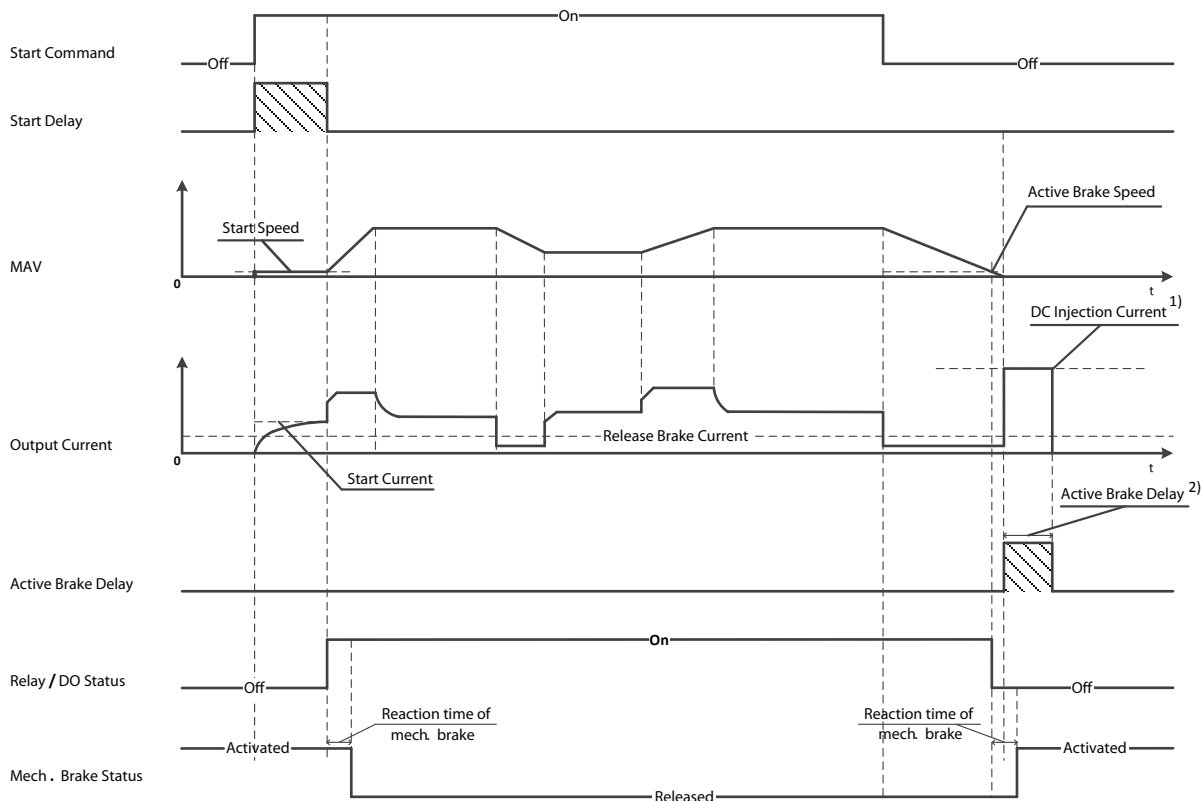 On
Start Command
Off
Off
Start Delay
Active Brake Speed
Start Speed
MAV
0
t
DC Injection Current 1)
Release Brake Current
Output Current
0
t
Start Current
Active Brake Delay 2)
Active Brake Delay
On
Relay / DO Status
Off
Off
Reaction time of
mech. brake
Reaction time of
mech. brake
Activated
Activated
Mech. Brake Status
Released